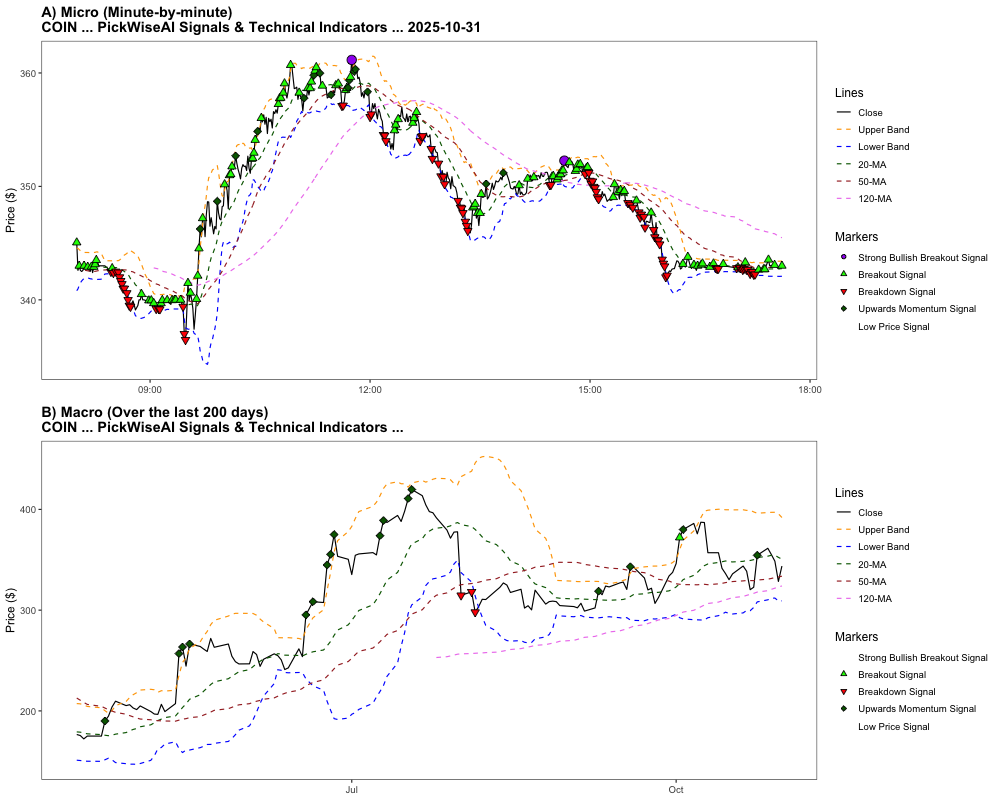 A) Micro (Minute-by-minute)
COIN ... PickWiseAI Signals & Technical Indicators ... 2025-10-31
Price ($)
360
350
340
09:00
12:00
15:00
18:00
Lines
Close
Upper Band
Lower Band
20-MA
50-MA
120-MA
Markers
Strong Bullish Breakout Signal
Breakout Signal
Breakdown Signal
Upwards Momentum Signal
Low Price Signal
B) Macro (Over the last 200 days)
COIN ... PickWiseAI Signals & Technical Indicators ...
Price ($)
400
300
200
Jul
Oct
Lines
Close
Upper Band
Lower Band
20-MA
50-MA
120-MA
Markers
Strong Bullish Breakout Signal
Breakout Signal
Breakdown Signal
Upwards Momentum Signal
Low Price Signal